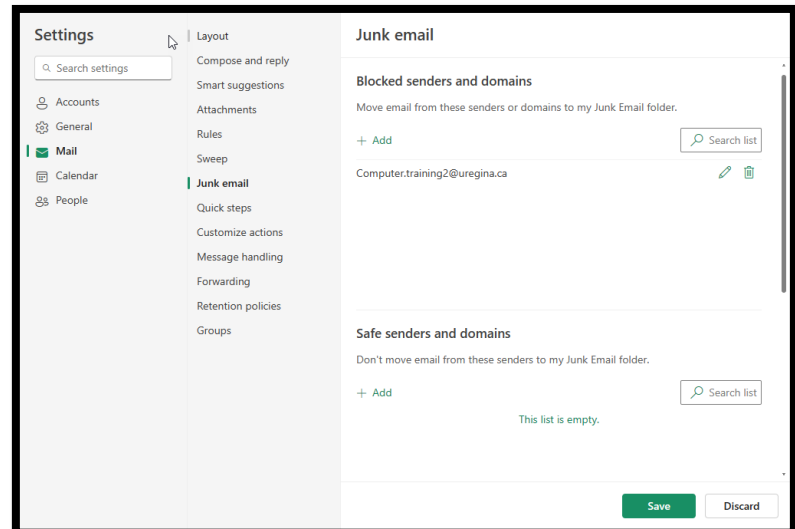 Settings
Search settings
Accounts
General
Mail
Calendar
People
Layout
Compose and reply
Smart suggestions
Attachments
Rules
Sweep
Junk email
Quick steps
Customize actions
Message handling
Forwarding
Retention policies
Groups
Junk email
Blocked senders and domains
Move email from these senders or domains to my Junk Email folder.
+ Add
Search list
Computer.training2@uregina.ca
Safe senders and domains
Don't move email from these senders to my Junk Email folder.
+ Add
Search list
This list is empty.
Save
Discard